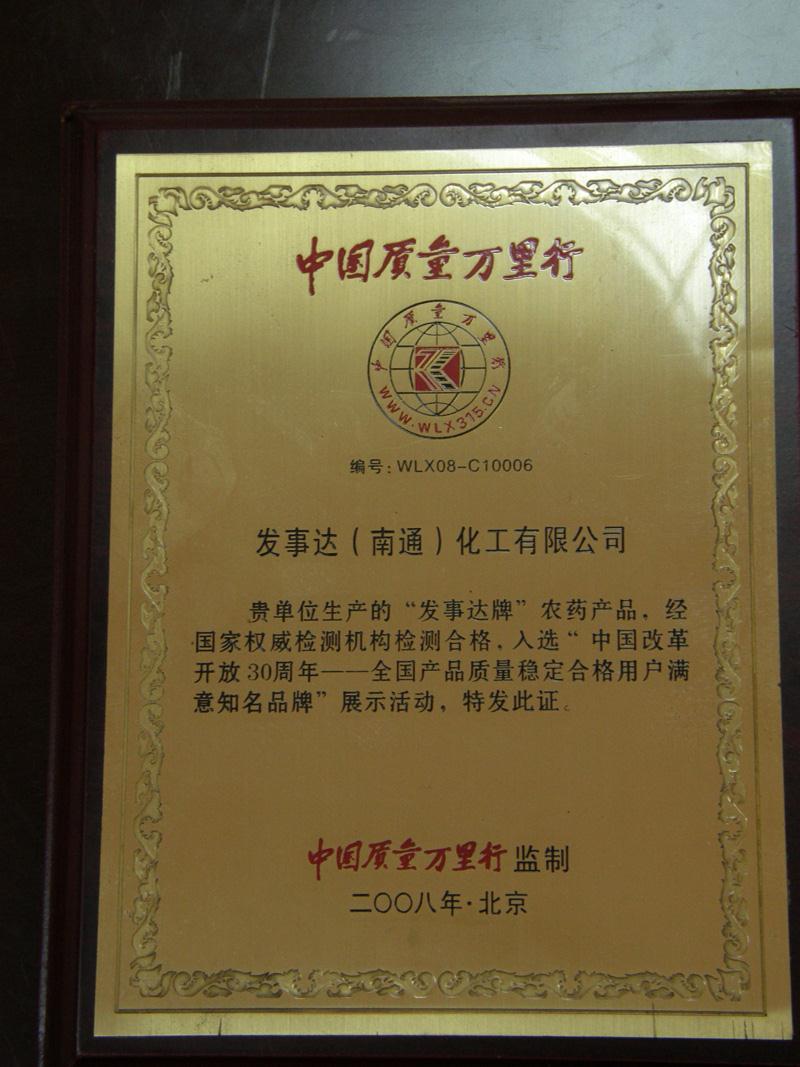 中国质量万里行
中国质量万里行
WWW.WLX315.CN
编号：WLX08-C10006
发事达（南通）化工有限公司
贵单位生产的“发事达牌”农药产品，经
国家权威检测机构检测合格，入选“中国改革
开放30周年——全国产品质量稳定合格用户满
意知名品牌”展示活动，特发此证。
中国质量万里行监制
二〇〇八年·北京